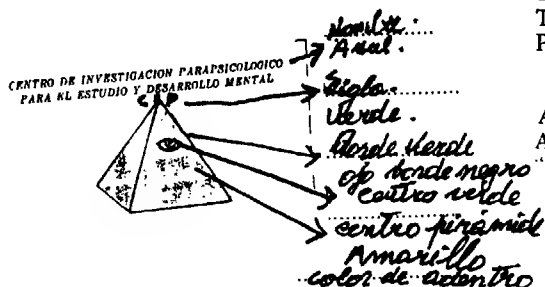 CENTRO DE INVESTIGACION PARAPSICOLOGICO
PARA EL ESTUDIO Y DESARROLLO MENTAL
C P
Nombre
Azul.
Sigla.
Verde.
Borde Verde
ojo borde negro
centro verde
centro pirámide
Amarillo
color de adentro
T
P
A
A